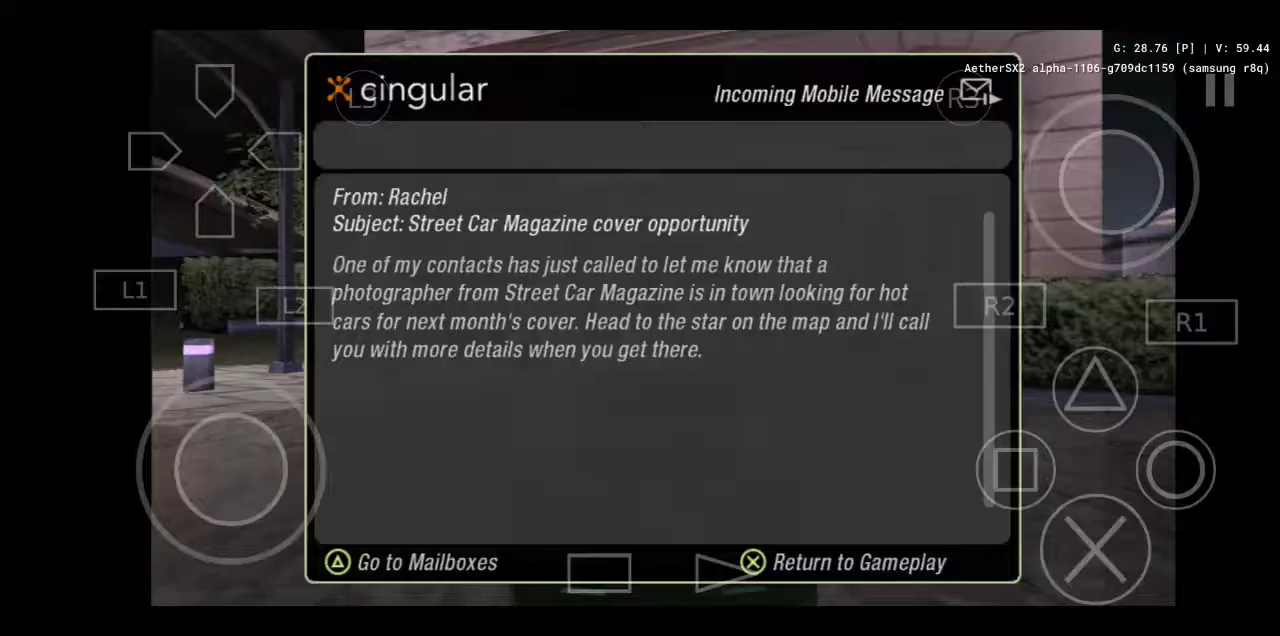 G: 28.76 [P] | V: 59.44
AetherSX2 alpha-1106-g709dc1159 (samsung r8q)
cingular
Incoming Mobile Message
L3
R3
From: Rachel
Subject: Street Car Magazine cover opportunity
One of my contacts has just called to let me know that a
photographer from Street Car Magazine is in town looking for hot
cars for next month's cover. Head to the star on the map and I'll call
you with more details when you get there.
L1
L2
R2
R1
Go to Mailboxes
Return to Gameplay